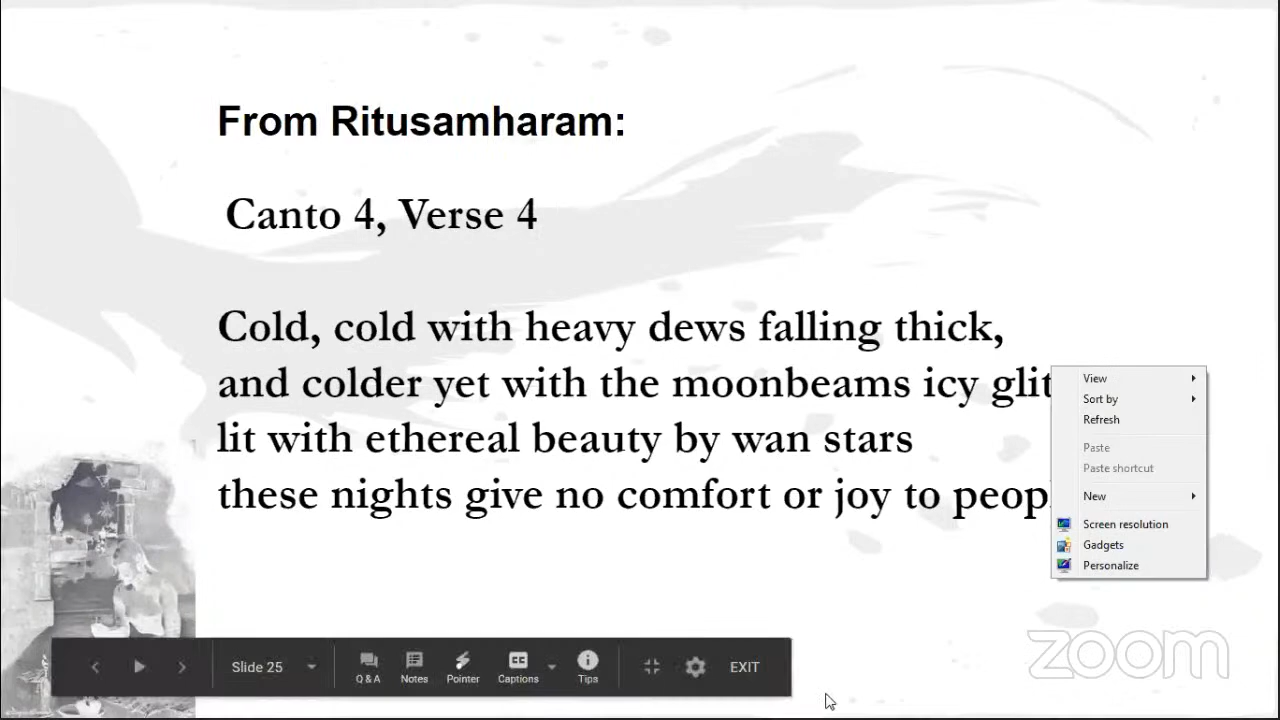 From Ritusamharam:
Canto 4, Verse 4
Cold, cold with heavy dews falling thick,
and colder yet with the moonbeams icy
lit with ethereal beauty by wan stars
these nights give no comfort or joy to
View
Sort by
Refresh
Paste
Paste shortcut
New
Screen resolution
Gadgets
Personalize
Slide 25
Q & A
Notes
Pointer
CC
Captions
Tips
EXIT
zoom